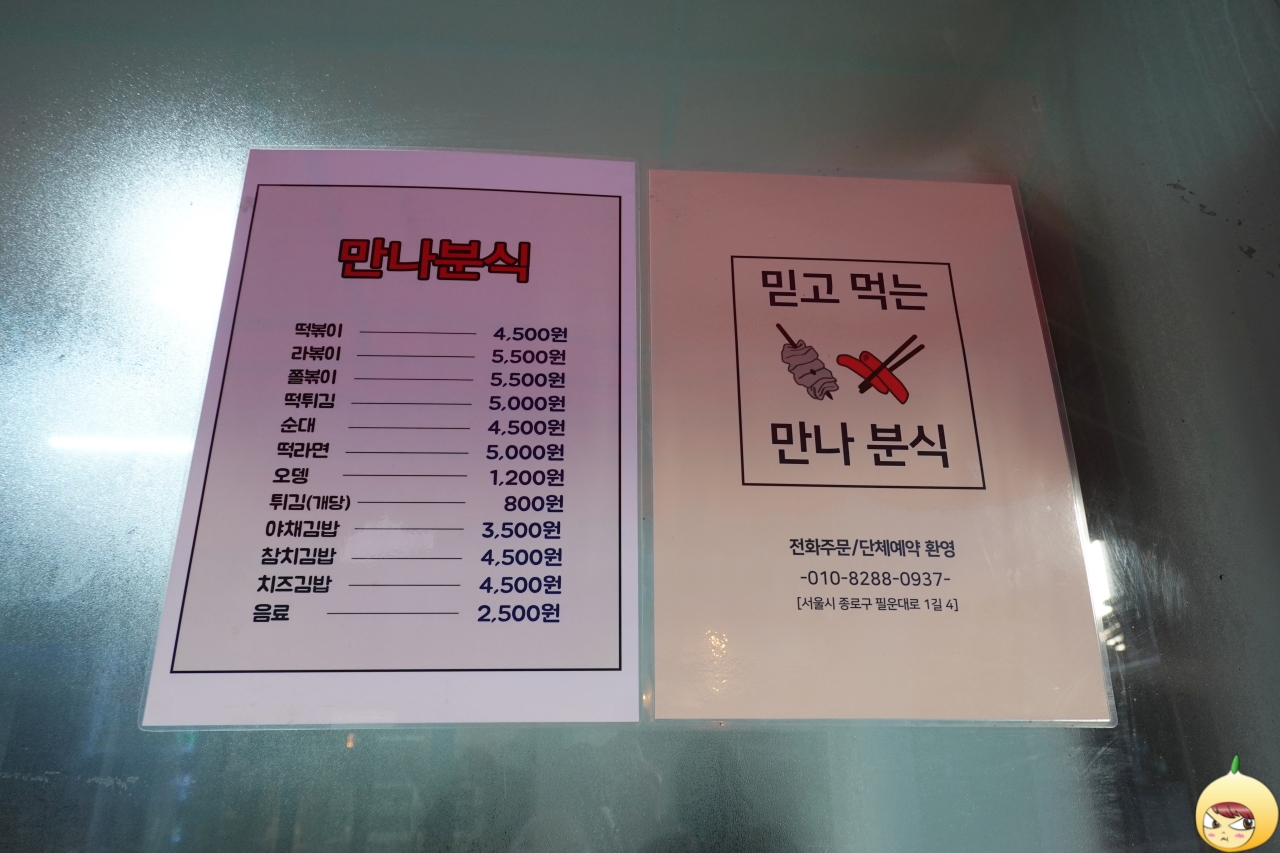 만나분식
떡볶이 4,500원
라볶이 5,500원
쫄볶이 5,500원
떡튀김 5,000원
순대 4,500원
떡라면 5,000원
오뎅 1,200원
튀김(개당) 800원
야채김밥 3,500원
참치김밥 4,500원
치즈김밥 4,500원
음료 2,500원
믿고 먹는
만나 분식
전화주문/단체예약 환영
-010-8288-0937-
[서울시 종로구 필운대로 1길 4]